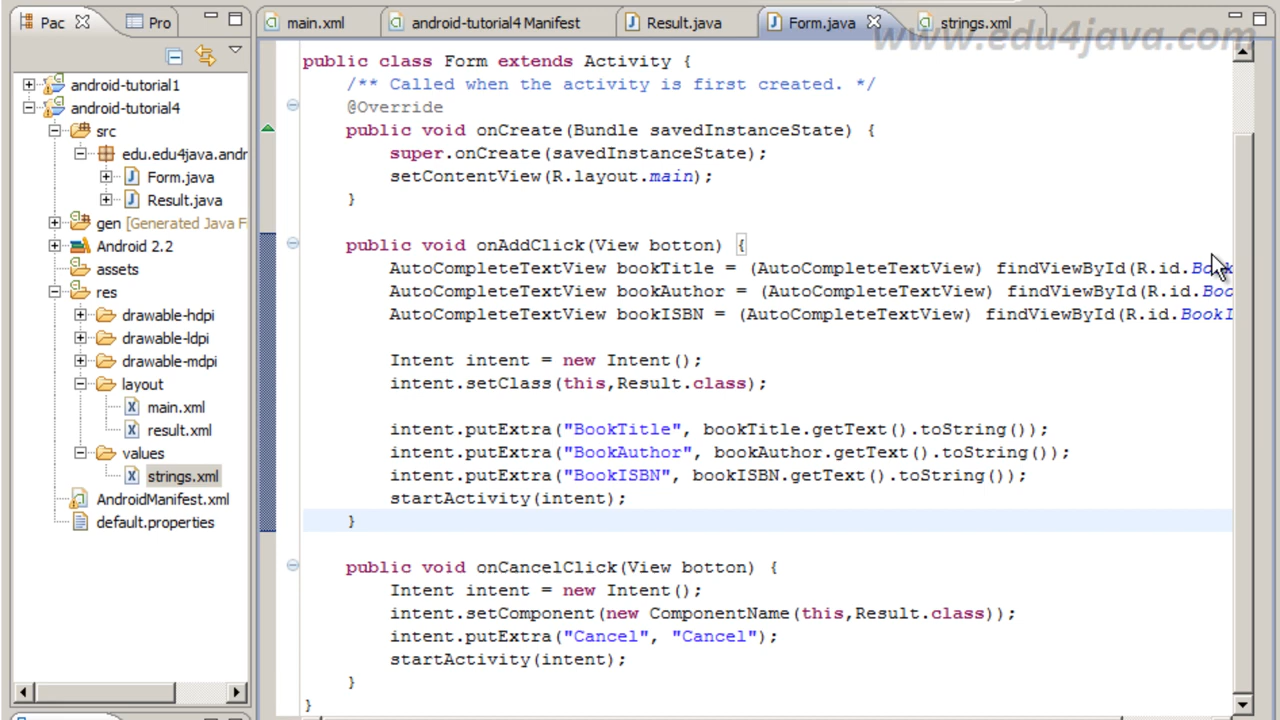 Pac
Pro
main.xml
android-tutorial4 Manifest
Result.java
Form.java
strings.xml
www.edu4java.com
android-tutorial1
android-tutorial4
src
edu.edu4java.andr
Form.java
Result.java
gen [Generated Java F
Android 2.2
assets
res
drawable-hdpi
drawable-ldpi
drawable-mdpi
layout
main.xml
result.xml
values
strings.xml
AndroidManifest.xml
default.properties
public class Form extends Activity {
/** Called when the activity is first created. */
@Override
public void onCreate(Bundle savedInstanceState) {
super.onCreate(savedInstanceState);
setContentView(R.layout.main);
}
public void onAddClick(View botton) {
AutoCompleteTextView bookTitle = (AutoCompleteTextView) findViewById(R.id.Book
AutoCompleteTextView bookAuthor = (AutoCompleteTextView) findViewById(R.id.Boo
AutoCompleteTextView bookISBN = (AutoCompleteTextView) findViewById(R.id.BookI
Intent intent = new Intent();
intent.setClass(this,Result.class);
intent.putExtra("BookTitle", bookTitle.getText().toString());
intent.putExtra("BookAuthor", bookAuthor.getText().toString());
intent.putExtra("BookISBN", bookISBN.getText().toString());
startActivity(intent);
}
public void onCancelClick(View botton) {
Intent intent = new Intent();
intent.setComponent(new ComponentName(this,Result.class));
intent.putExtra("Cancel", "Cancel");
startActivity(intent);
}
}